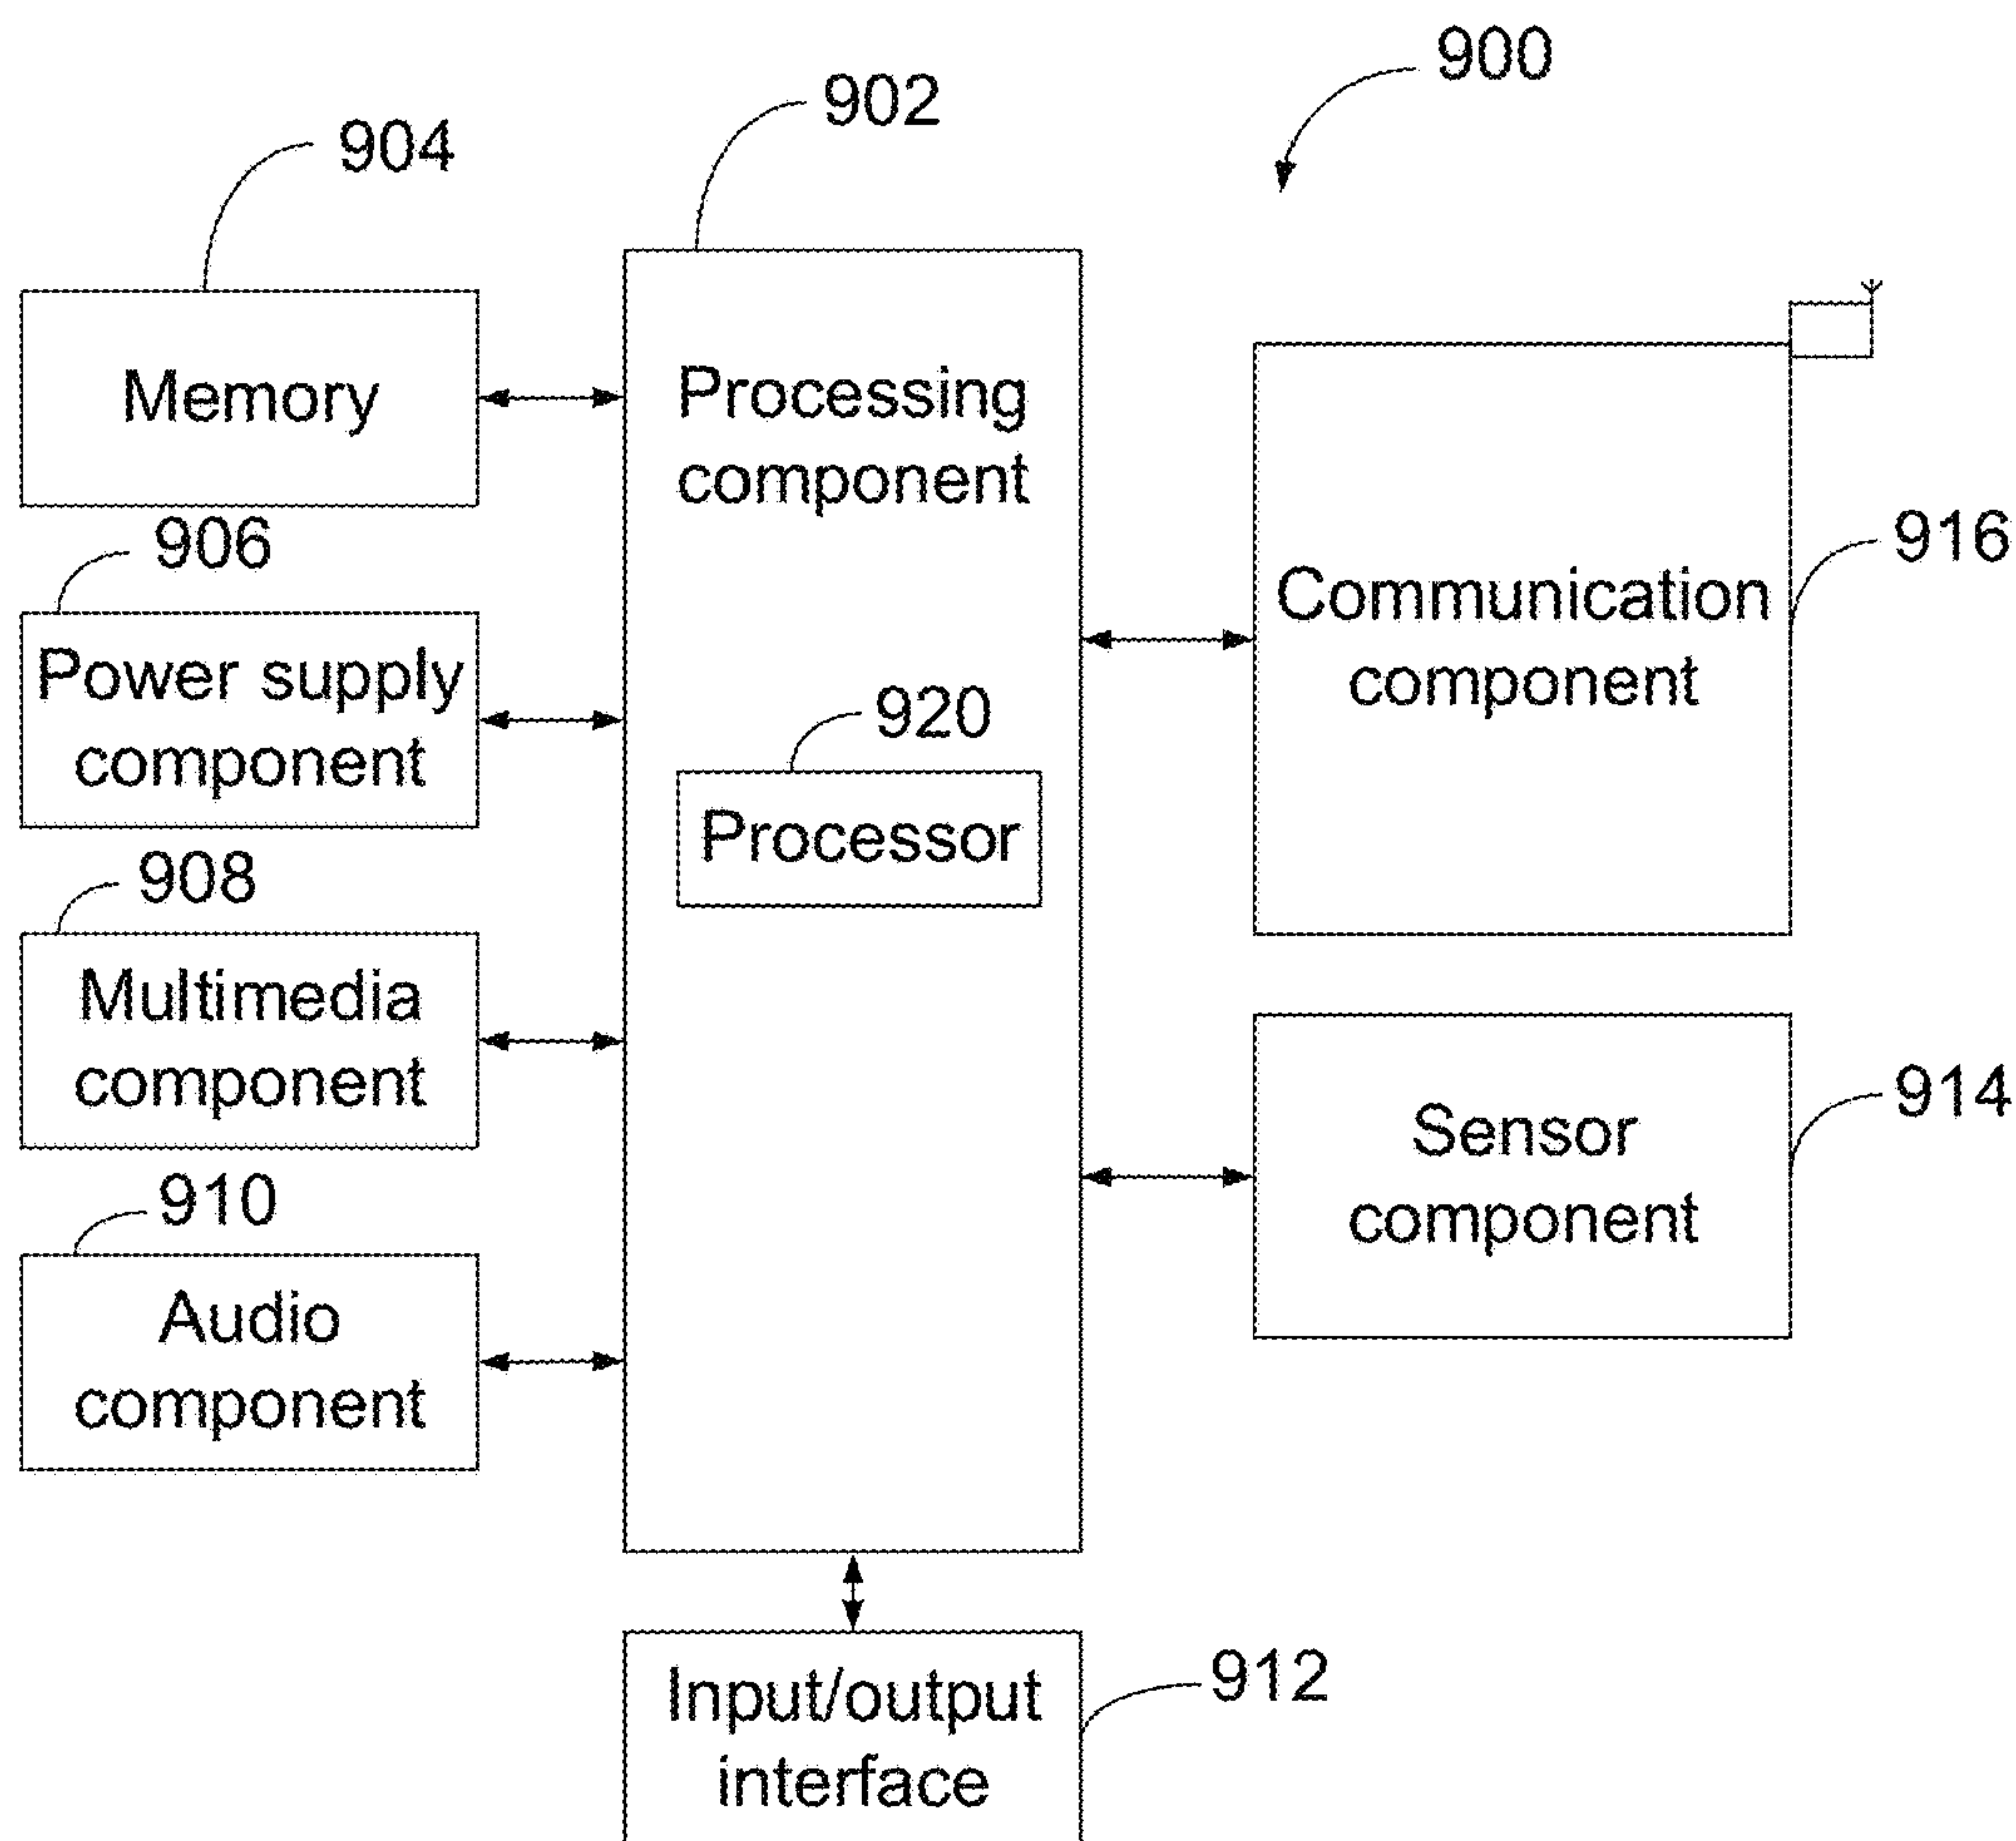 900
902
904
Memory
Processing
component
906
Power supply
component
920
Processor
Communication
component
916
908
Multimedia
component
Sensor
component
914
910
Audio
component
Input/output
interface
912